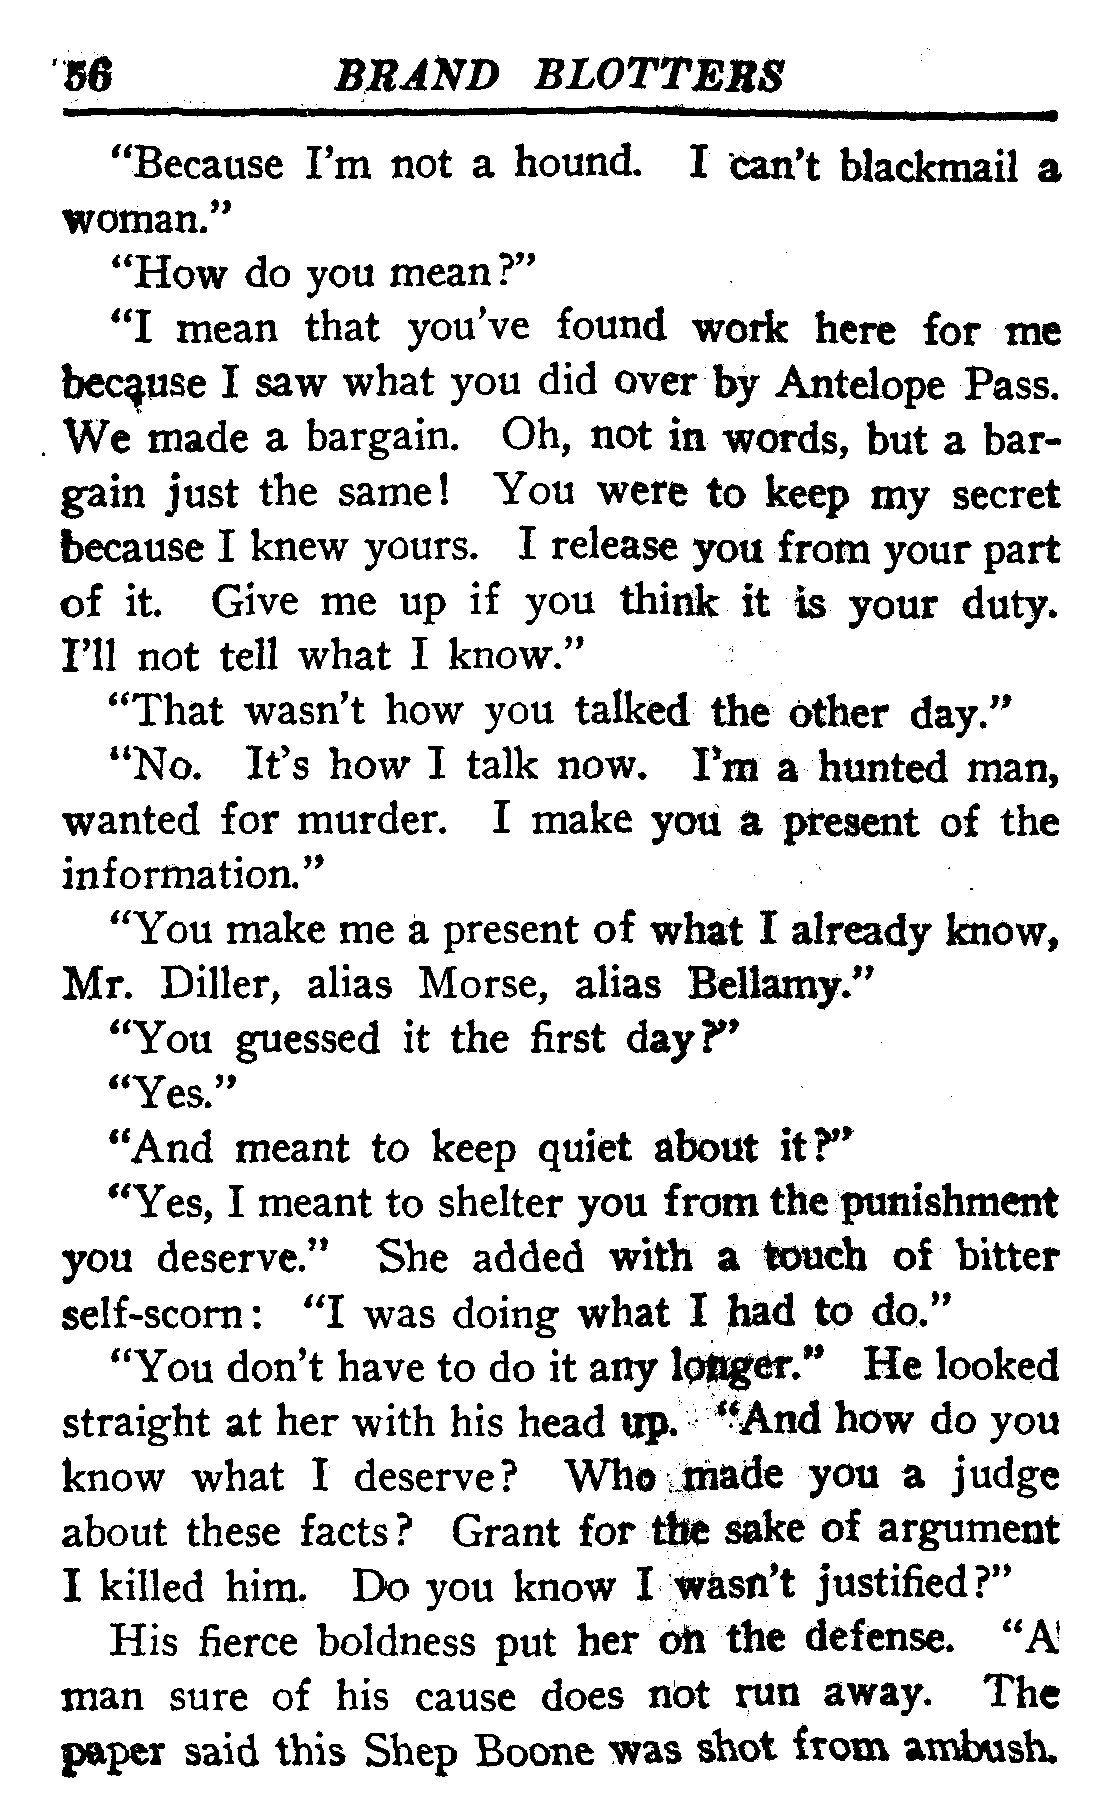 56 BRAND BLOTTERS
“Because I’m not a hound. I can’t blackmail a
woman.”
“How do you mean?”
“I mean that you’ve found work here for me
because I saw what you did over by Antelope Pass.
We made a bargain. Oh, not in words, but a bar-
gain just the same! You were to keep my secret
because I knew yours. I release you from your part
of it. Give me up if you think it is your duty.
I’ll not tell what I know.”
“That wasn’t how you talked the other day.”
“No. It’s how I talk now. I’m a hunted man,
wanted for murder. I make you a present of the
information.”
“You make me a present of what I already know,
Mr. Diller, alias Morse, alias Bellamy.”
“You guessed it the first day?”
“Yes.”
“And meant to keep quiet about it?”
“Yes, I meant to shelter you from the punishment
you deserve.” She added with a touch of bitter
self-scorn: “I was doing what I had to do.”
“You don’t have to do it any longer.” He looked
straight at her with his head up. “And how do you
know what I deserve? Who made you a judge
about these facts? Grant for the sake of argument
I killed him. Do you know I wasn’t justified?”
His fierce boldness put her on the defense. “A
man sure of his cause does not run away. The
paper said this Shep Boone was shot from ambush.